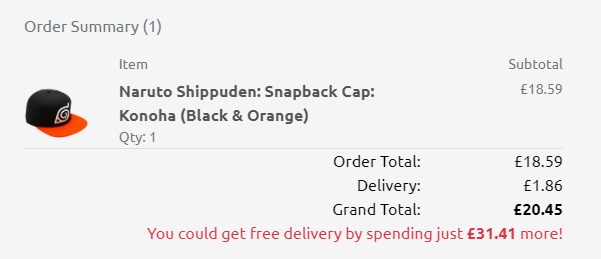 Order Summary (1)
Item Subtotal
Naruto Shippuden: Snapback Cap: £18.59
Konoha (Black & Orange)
Qty: 1
Order Total: £18.59
Delivery: £1.86
Grand Total: £20.45
You could get free delivery by spending just £31.41 more!